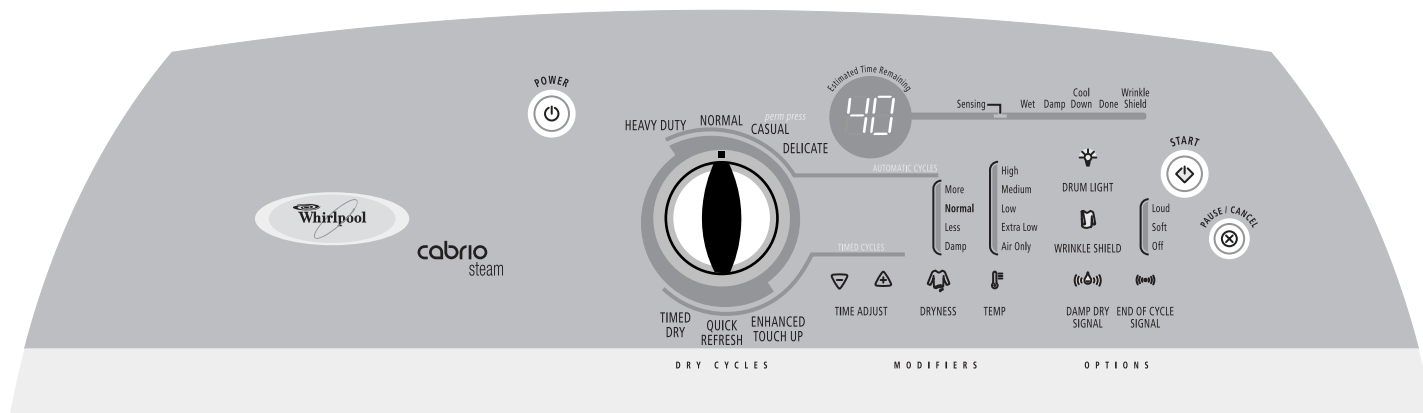 POWER
Whirlpool
cabrio
steam
HEAVY DUTY
NORMAL
perm press
CASUAL
DELICATE
AUTOMATIC CYCLES
TIMED CYCLES
TIMED
DRY
QUICK
REFRESH
ENHANCED
TOUCH UP
Estimated Time Remaining
40
Sensing
Wet
Damp
Cool
Down
Done
Wrinkle
Shield
More
Normal
Less
Damp
High
Medium
Low
Extra Low
Air Only
DRUM LIGHT
WRINKLE SHIELD
Loud
Soft
Off
START
PAUSE / CANCEL
TIME ADJUST
DRYNESS
TEMP
DAMP DRY
SIGNAL
END OF CYCLE
SIGNAL
DRY CYCLES
MODIFIERS
OPTIONS